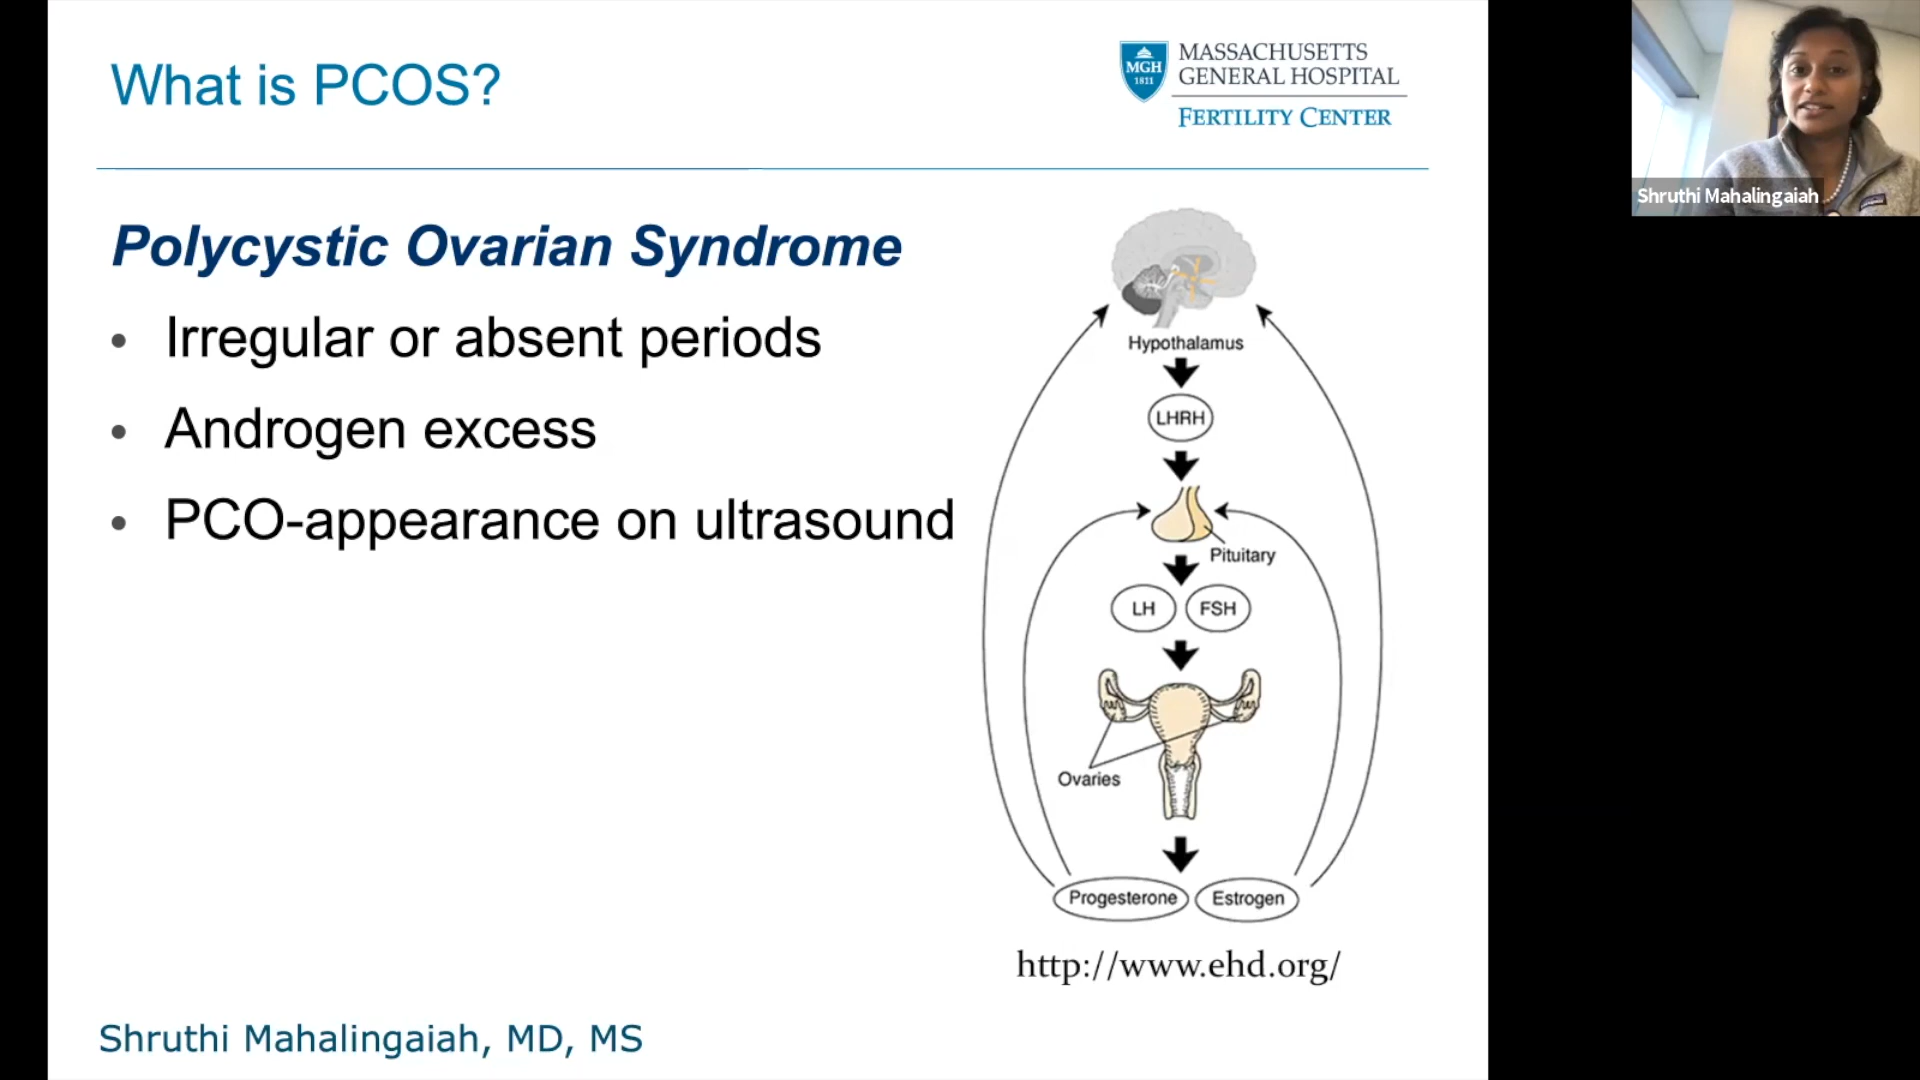 What is PCOS?
MGH
1811
MASSACHUSETTS
GENERAL HOSPITAL
FERTILITY CENTER
Shruthi Mahalingaiah
Polycystic Ovarian Syndrome
• Irregular or absent periods
• Androgen excess
• PCO-appearance on ultrasound
Hypothalamus
LHRH
Pituitary
LH
FSH
Ovaries
Progesterone
Estrogen
http://www.ehd.org/
Shruthi Mahalingaiah, MD, MS